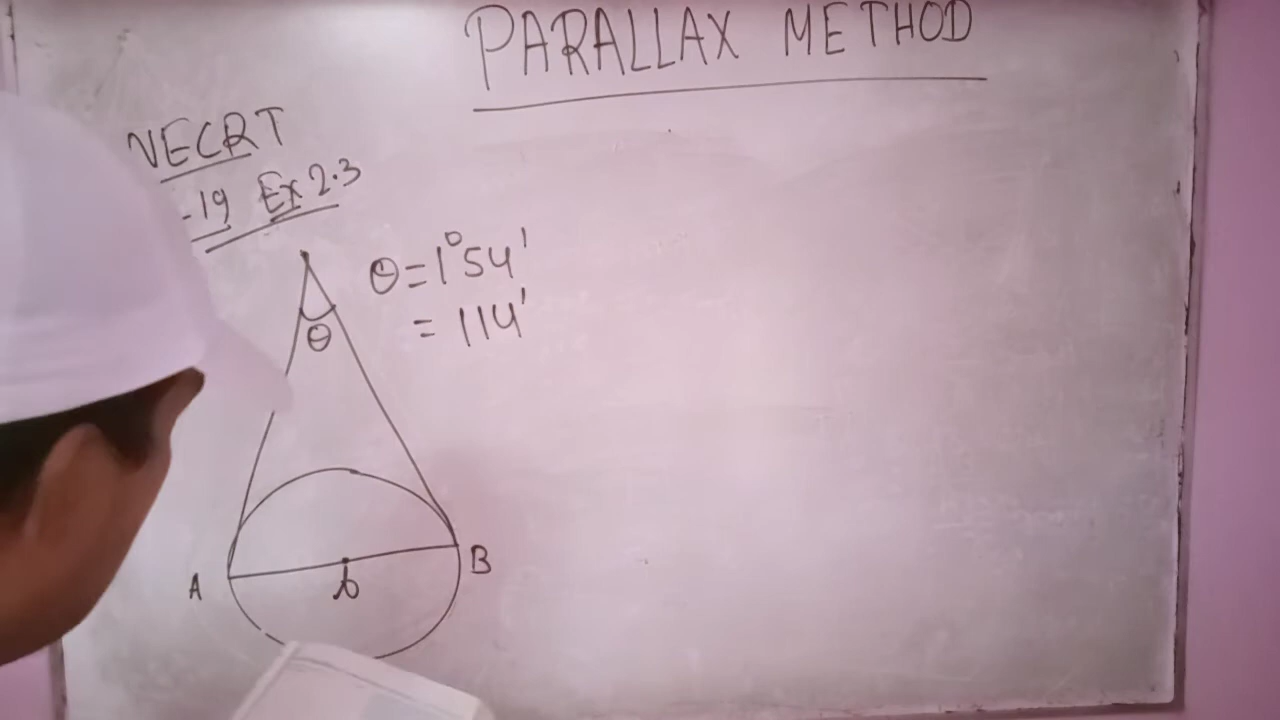 PARALLAX METHOD
NECRT
-19 Ex 2.3
θ = 1°54'
= 114'
θ
A b B